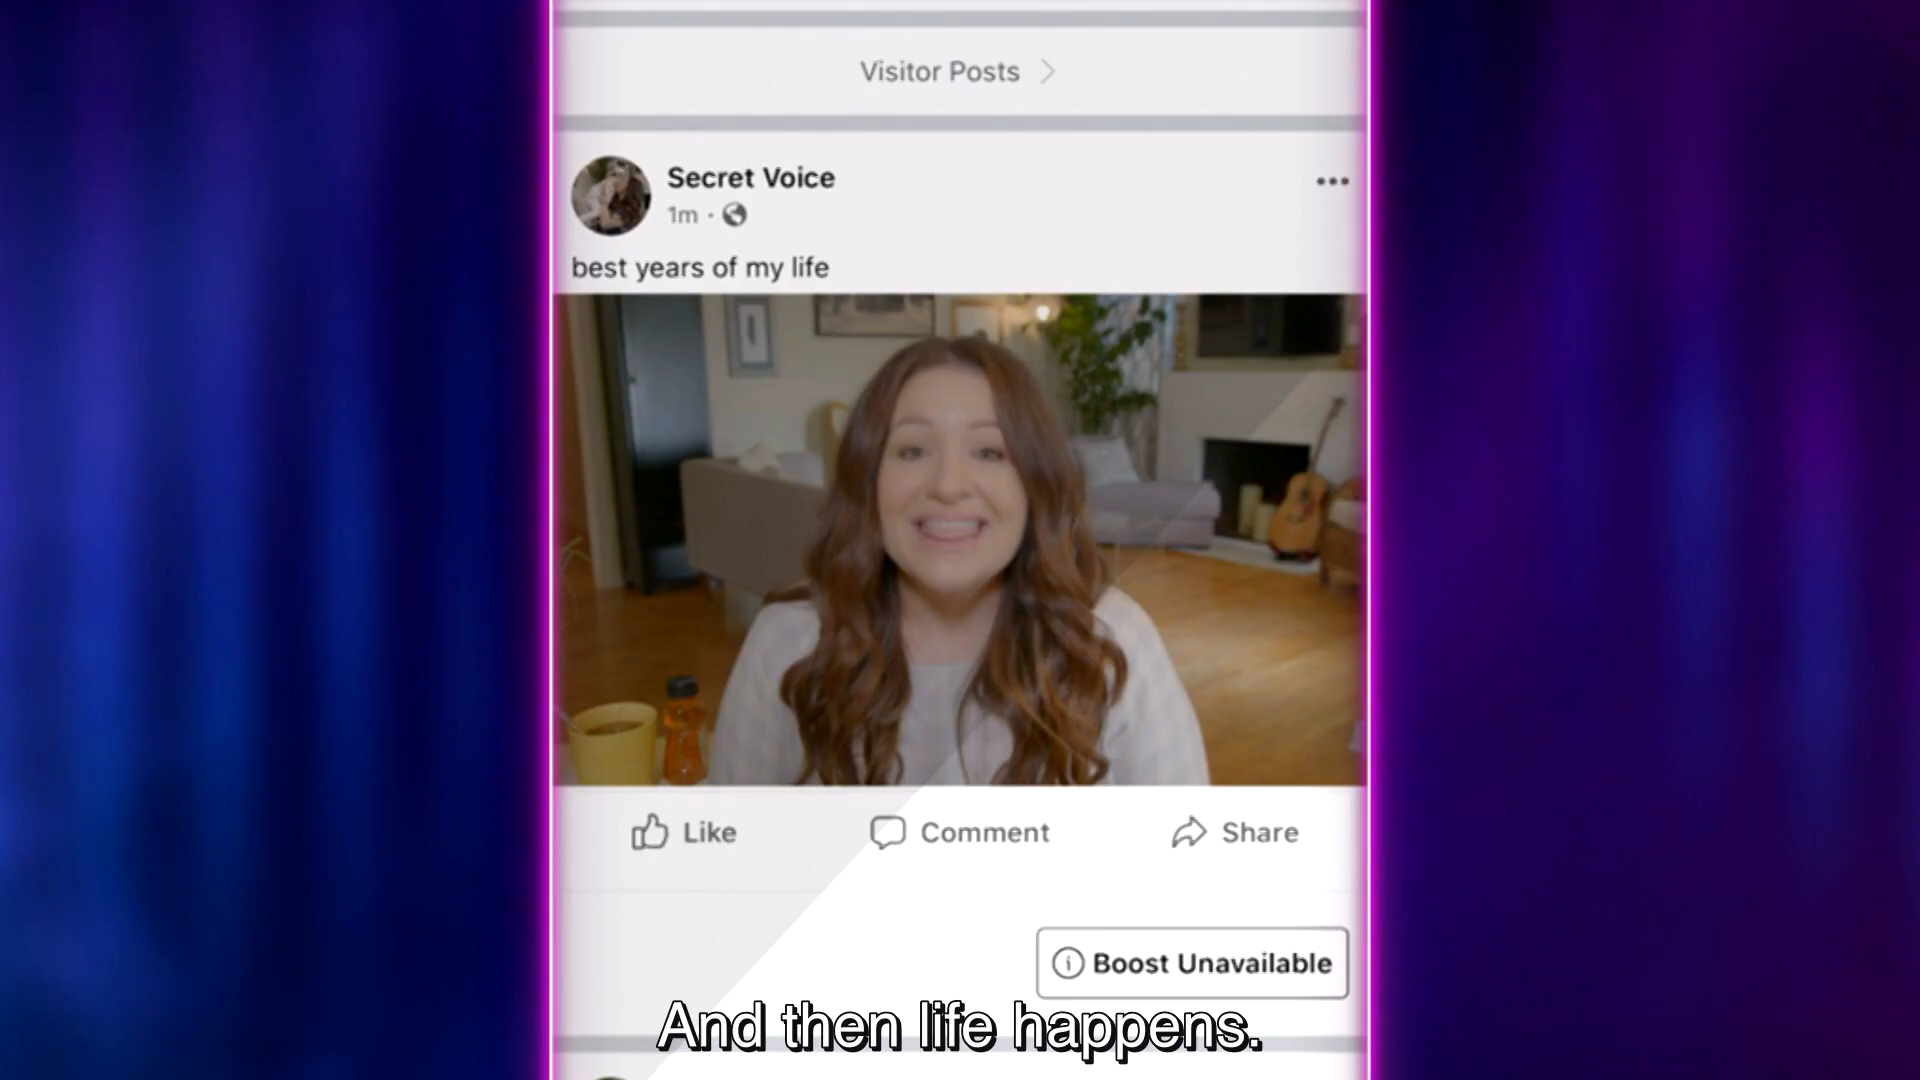 Visitor Posts
Secret Voice
1m ·
best years of my life
Like
Comment
Share
Boost Unavailable
And then life happens.